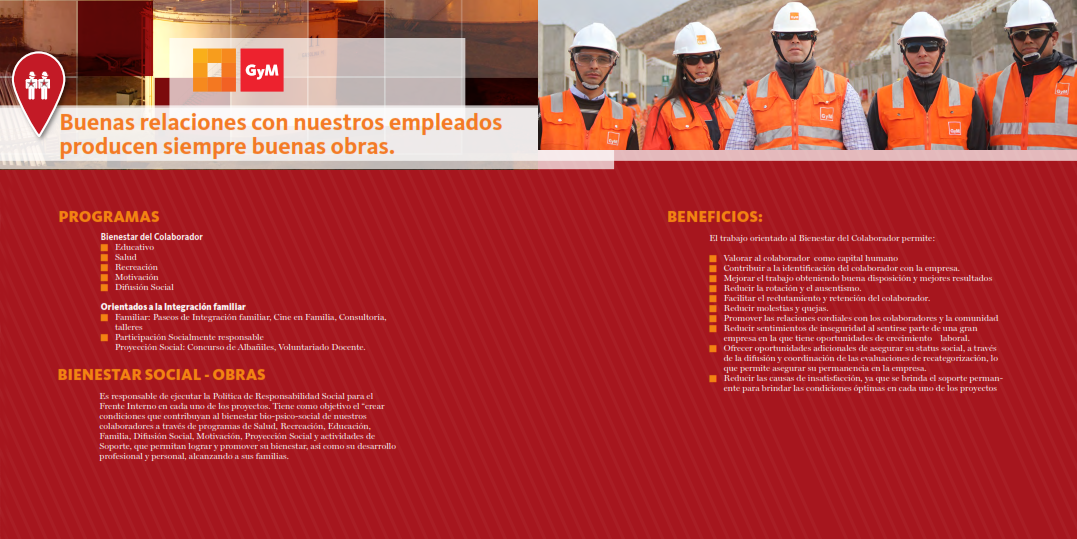 GyM
Buenas relaciones con nuestros empleados
producen siempre buenas obras.
GyM
GyM
GyM
GyM
PROGRAMAS
Bienestar del Colaborador
Educativo
Salud
Recreación
Motivación
Difusión Social
Orientados a la Integración familiar
Familiar: Paseos de Integración familiar, Cine en Familia, Consultoría,
talleres
Participación Socialmente responsable
Proyección Social: Concurso de Albañiles, Voluntariado Docente.
BIENESTAR SOCIAL - OBRAS
Es responsable de ejecutar la Política de Responsabilidad Social para el
Frente Interno en cada uno de los proyectos. Tiene como objetivo el "crear
condiciones que contribuyan al bienestar bio-psico-social de nuestros
colaboradores a través de programas de Salud, Recreación, Educación,
Familia, Difusión Social, Motivación, Proyección Social y actividades de
Soporte, que permitan lograr y promover su bienestar, así como su desarrollo
profesional y personal, alcanzando a sus familias.
BENEFICIOS:
El trabajo orientado al Bienestar del Colaborador permite:
Valorar al colaborador como capital humano
Contribuir a la identificación del colaborador con la empresa.
Mejorar el trabajo obteniendo buena disposición y mejores resultados
Reducir la rotación y el ausentismo.
Facilitar el reclutamiento y retención del colaborador.
Reducir molestias y quejas.
Promover las relaciones cordiales con los colaboradores y la comunidad
Reducir sentimientos de inseguridad al sentirse parte de una gran
empresa en la que tiene oportunidades de crecimiento laboral.
Ofrecer oportunidades adicionales de asegurar su status social, a través
de la difusión y coordinación de las evaluaciones de recategorización, lo
que permite asegurar su permanencia en la empresa.
Reducir las causas de insatisfacción, ya que se brinda el soporte perman-
ente para brindar las condiciones óptimas en cada uno de los proyectos